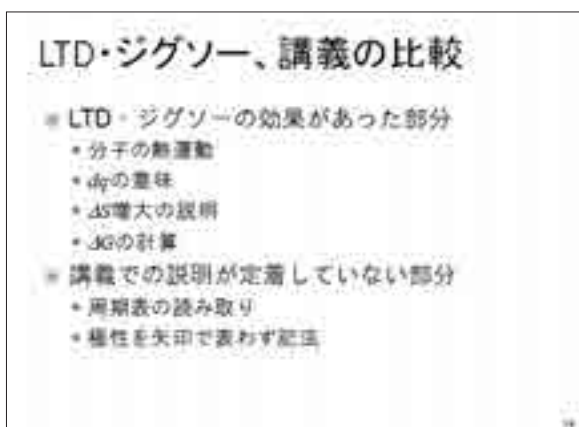 LTD・ジグソー、講義の比較
LTD・ジグソーの効果があった部分
分子の熱運動
dqの意味
ΔS増大の説明
ΔGの計算
講義での説明が定着していない部分
周期表の読み取り
極性を矢印で表わす記法